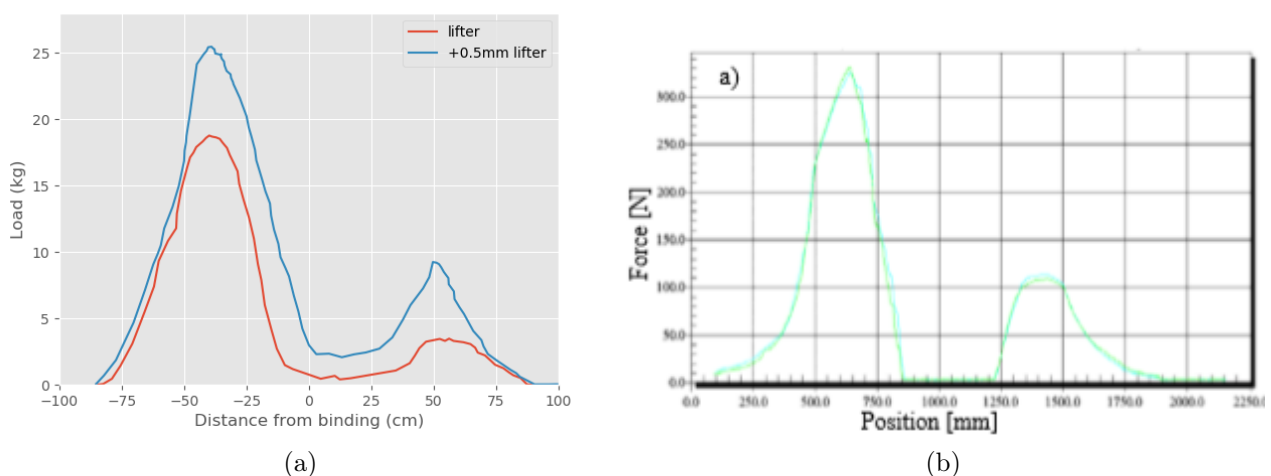 lifter
+0.5mm lifter
Load (kg)
25
20
15
10
5
0
−100 −75 −50 −25 0 25 50 75 100
Distance from binding (cm)
(a)
a)
Force [N]
300.0
250.0
200.0
150.0
100.0
50.0
0.0
0.0 250.0 500.0 750.0 1000.0 1250.0 1500.0 1750.0 2000.0 2250.0
Position [mm]
(b)